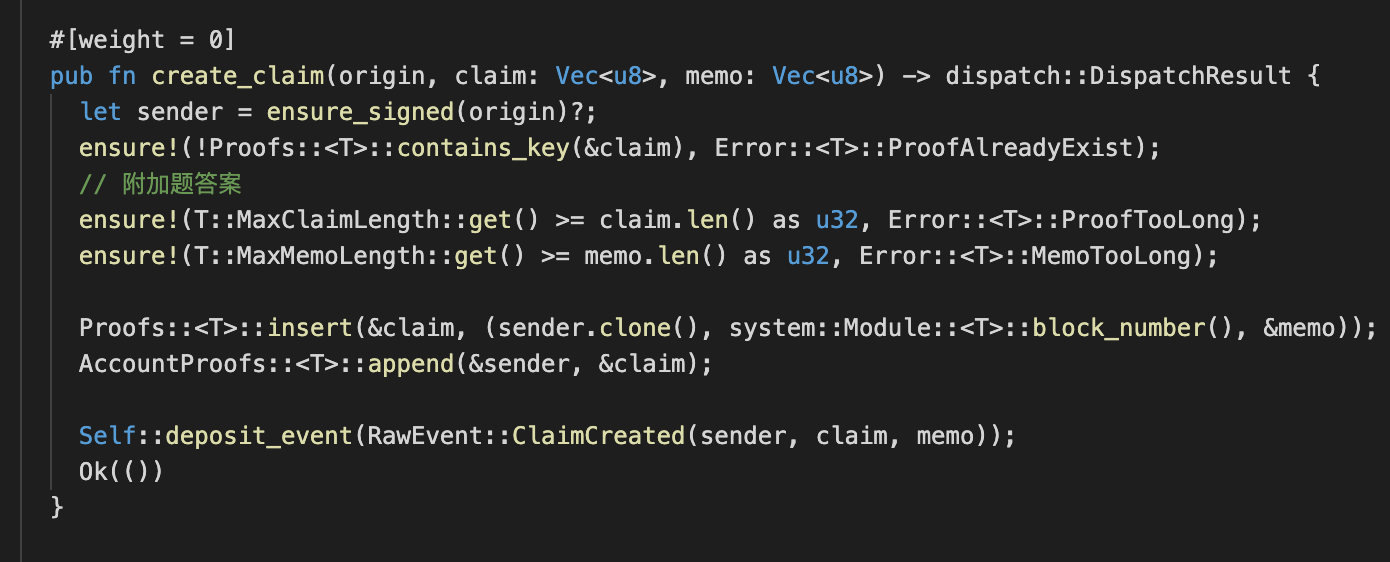 #[weight = 0]
pub fn create_claim(origin, claim: Vec<u8>, memo: Vec<u8>) -> dispatch::DispatchResult {
let sender = ensure_signed(origin)?;
ensure!(!Proofs::<T>::contains_key(&claim), Error::<T>::ProofAlreadyExist);
// 附加题答案
ensure!(T::MaxClaimLength::get() >= claim.len() as u32, Error::<T>::ProofTooLong);
ensure!(T::MaxMemoLength::get() >= memo.len() as u32, Error::<T>::MemoTooLong);
Proofs::<T>::insert(&claim, (sender.clone(), system::Module::<T>::block_number(), &memo));
AccountProofs::<T>::append(&sender, &claim);
Self::deposit_event(RawEvent::ClaimCreated(sender, claim, memo));
Ok(())
}